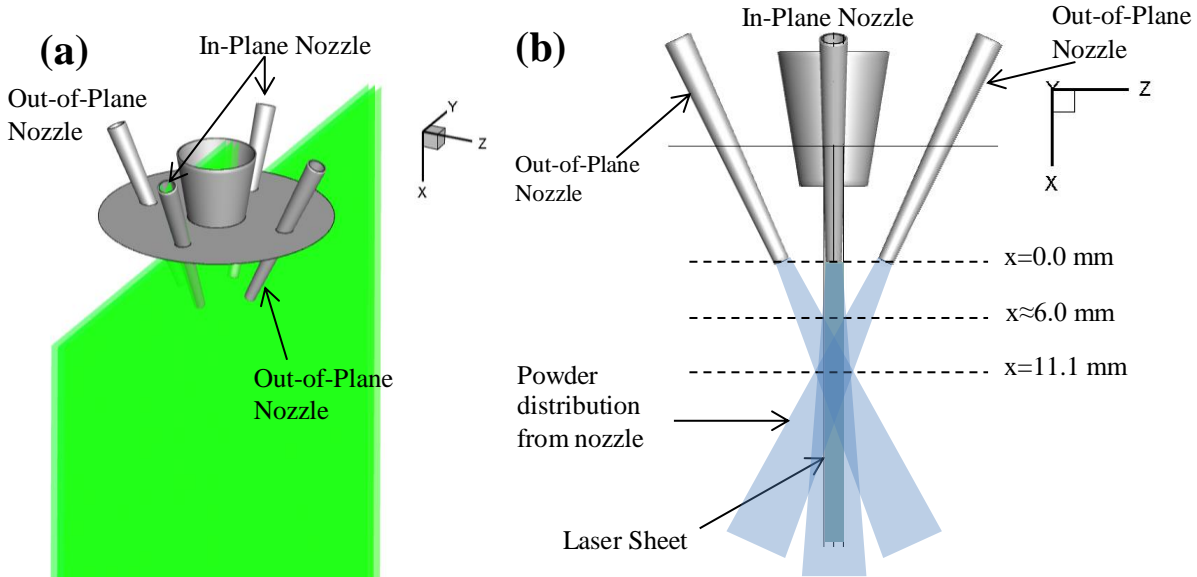 (a)
In-Plane Nozzle
Out-of-Plane
Nozzle
Y
Z
X
Out-of-Plane
Nozzle
(b)
In-Plane Nozzle
Out-of-Plane
Nozzle
Y
Z
X
Out-of-Plane
Nozzle
x=0.0 mm
x≈6.0 mm
x=11.1 mm
Powder
distribution
from nozzle
Laser Sheet